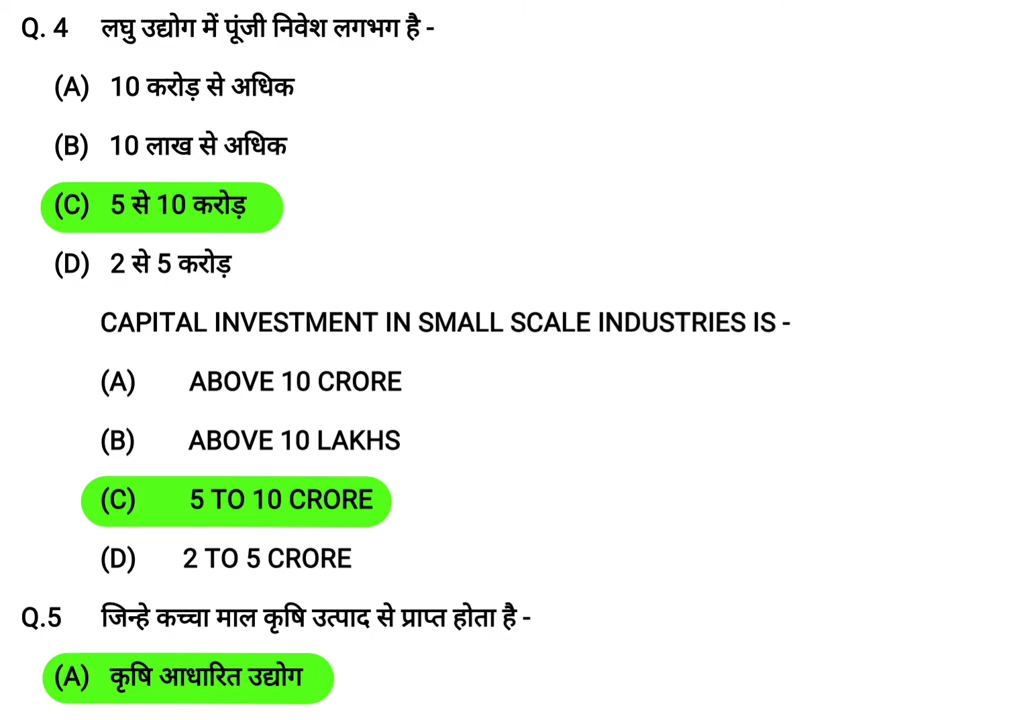 Q. 4 लघु उद्योग में पूंजी निवेश लगभग है -
(A) 10 करोड़ से अधिक
(B) 10 लाख से अधिक
(C) 5 से 10 करोड़
(D) 2 से 5 करोड़
CAPITAL INVESTMENT IN SMALL SCALE INDUSTRIES IS -
(A) ABOVE 10 CRORE
(B) ABOVE 10 LAKHS
(C) 5 TO 10 CRORE
(D) 2 TO 5 CRORE
Q.5 जिन्हे कच्चा माल कृषि उत्पाद से प्राप्त होता है -
(A) कृषि आधारित उद्योग